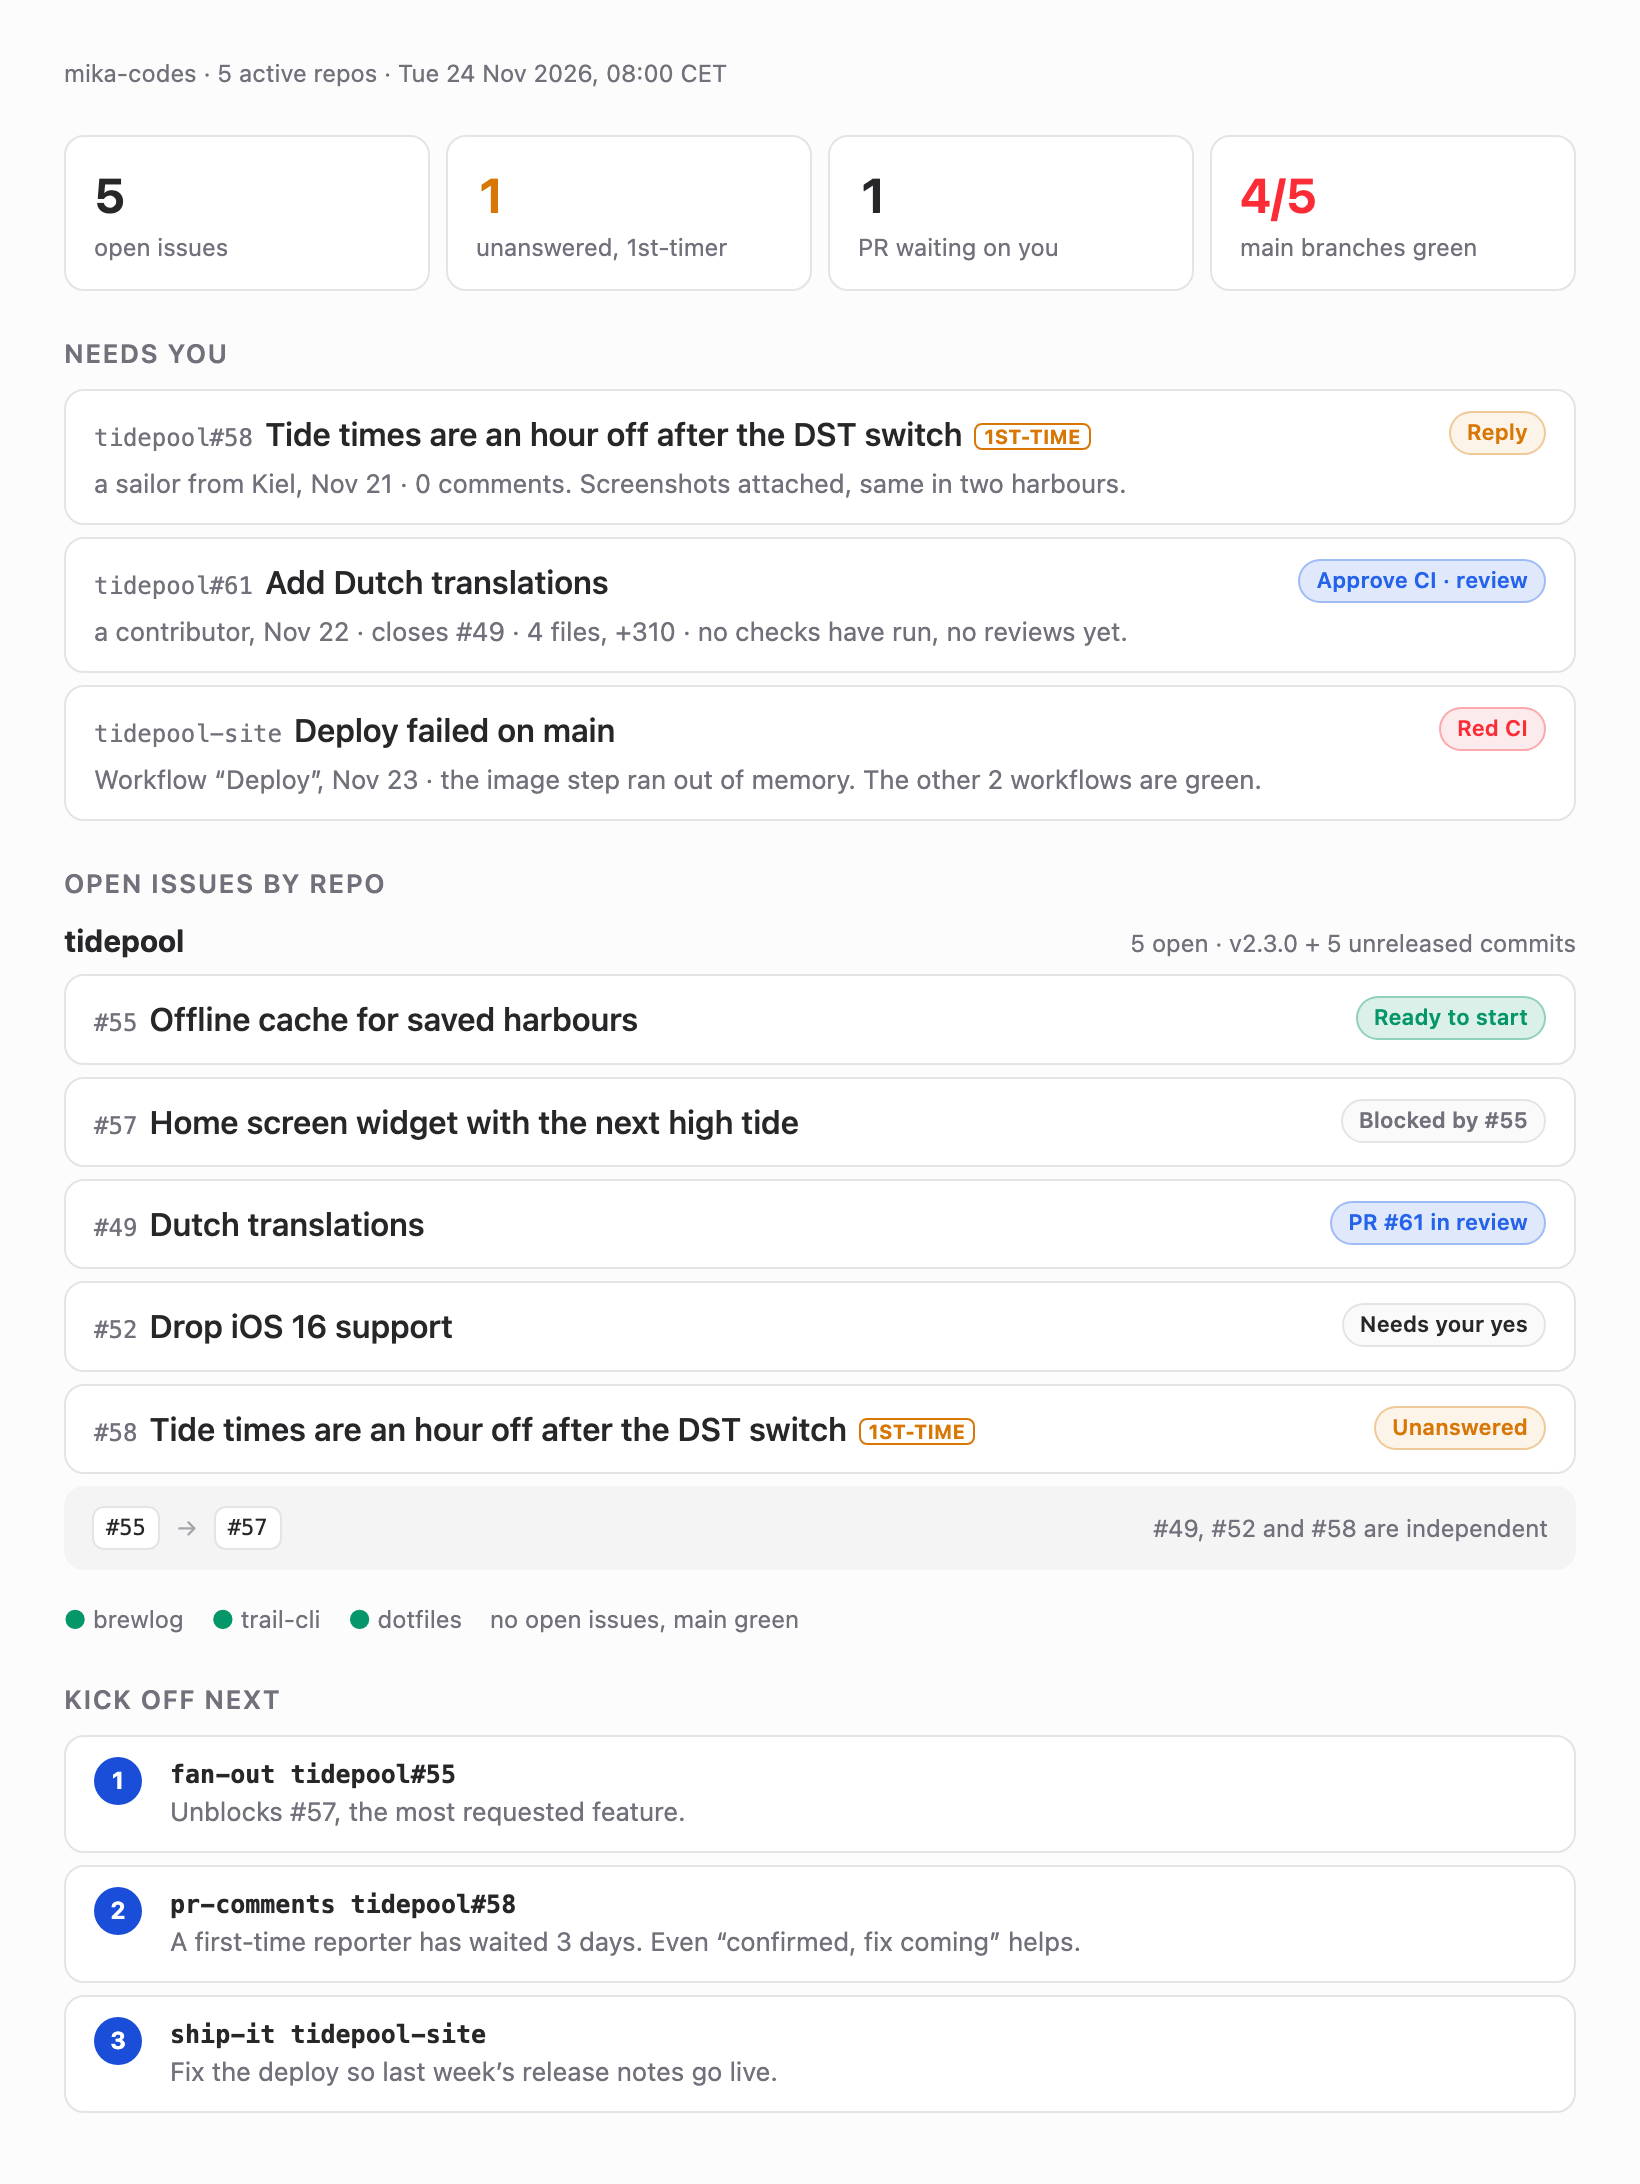 mika-codes · 5 active repos · Tue 24 Nov 2026, 08:00 CET
5
open issues
1
unanswered, 1st-timer
1
PR waiting on you
4/5
main branches green
NEEDS YOU
tidepool#58 Tide times are an hour off after the DST switch 1ST-TIME
Reply
a sailor from Kiel, Nov 21 · 0 comments. Screenshots attached, same in two harbours.
tidepool#61 Add Dutch translations
Approve CI · review
a contributor, Nov 22 · closes #49 · 4 files, +310 · no checks have run, no reviews yet.
tidepool-site Deploy failed on main
Red CI
Workflow “Deploy”, Nov 23 · the image step ran out of memory. The other 2 workflows are green.
OPEN ISSUES BY REPO
tidepool
5 open · v2.3.0 + 5 unreleased commits
#55 Offline cache for saved harbours
Ready to start
#57 Home screen widget with the next high tide
Blocked by #55
#49 Dutch translations
PR #61 in review
#52 Drop iOS 16 support
Needs your yes
#58 Tide times are an hour off after the DST switch 1ST-TIME
Unanswered
#55 → #57
#49, #52 and #58 are independent
brewlog trail-cli dotfiles no open issues, main green
KICK OFF NEXT
1
fan-out tidepool#55
Unblocks #57, the most requested feature.
2
pr-comments tidepool#58
A first-time reporter has waited 3 days. Even “confirmed, fix coming” helps.
3
ship-it tidepool-site
Fix the deploy so last week’s release notes go live.